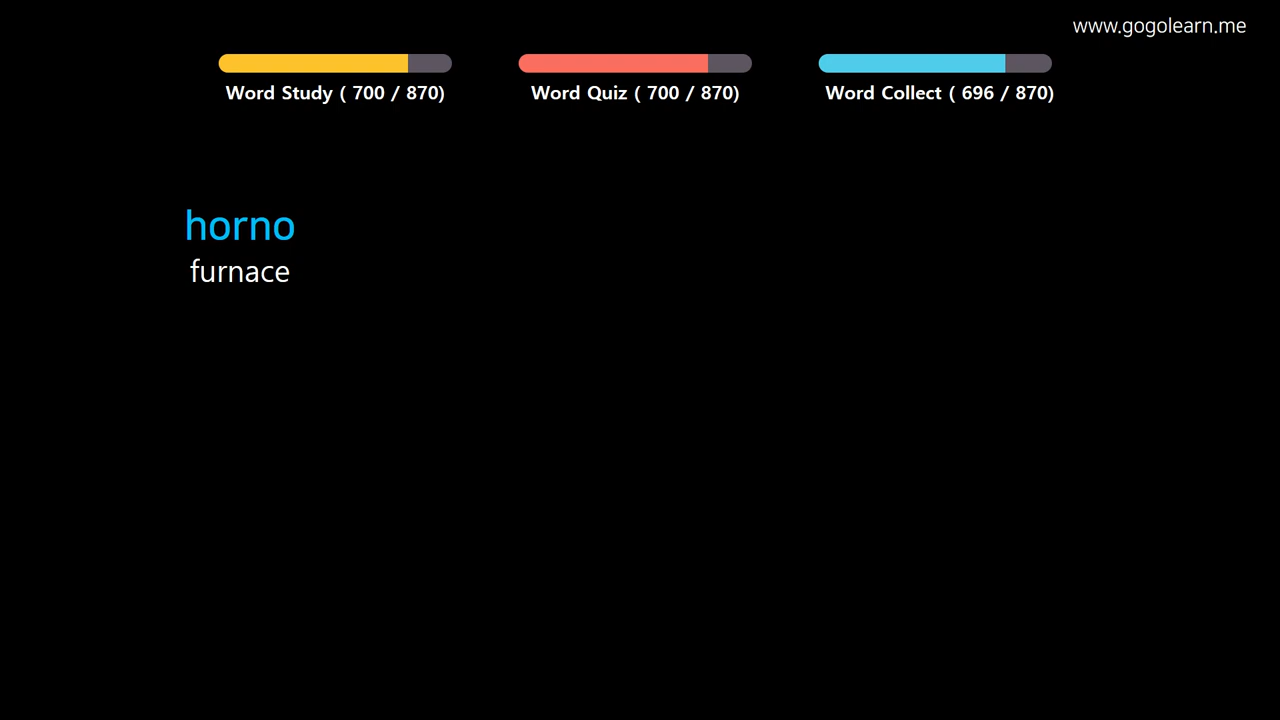 www.gogolearn.me
Word Study ( 700 / 870)
Word Quiz ( 700 / 870)
Word Collect ( 696 / 870)
horno
furnace